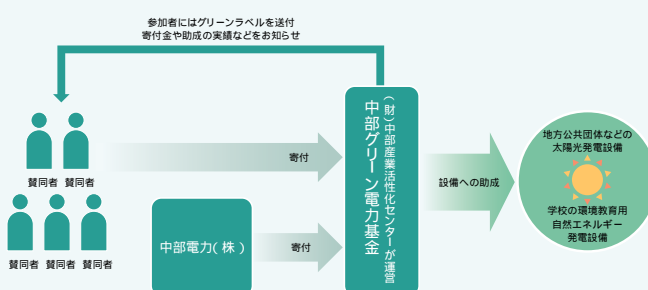 参加者にはグリーンラベルを送付
寄付金や助成の実績などをお知らせ
賛同者 賛同者
賛同者 賛同者 賛同者
寄付
中部電力(株)
寄付
(財)中部産業活性化センターが運営
中部グリーン電力基金
設備への助成
地方公共団体などの
太陽光発電設備
学校の環境教育用
自然エネルギー
発電設備